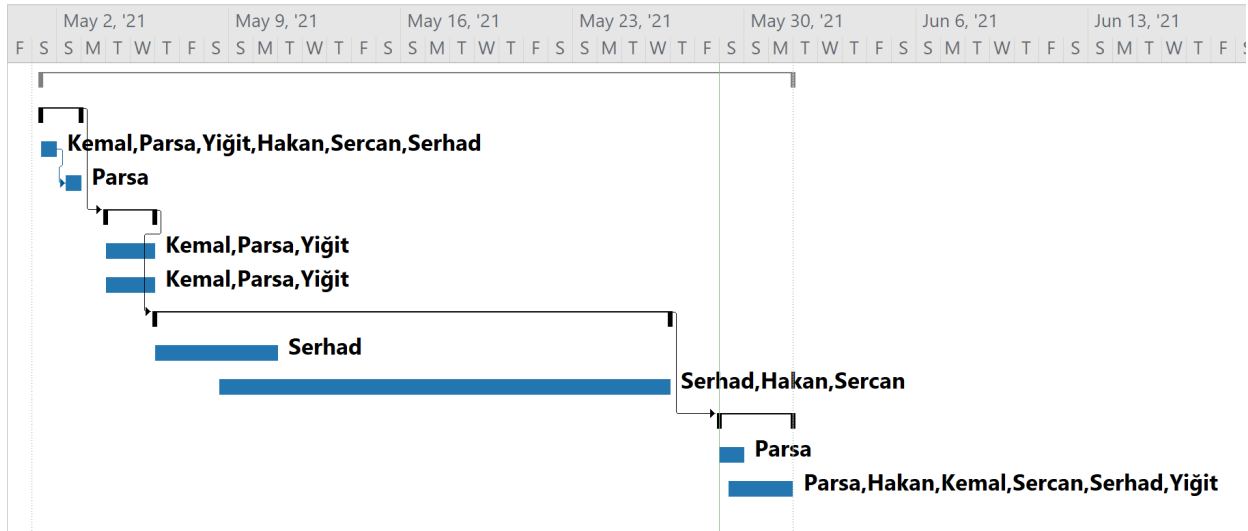 May 2, '21 May 9, '21 May 16, '21 May 23, '21 May 30, '21 Jun 6, '21 Jun 13, '21
F S S M T W T F S S M T W T F S S M T W T F S S M T W T F S S M T W T F S S M T W T F S S M T W T F S
Kemal,Parsa,Yiğit,Hakan,Sercan,Serhad
Parsa
Kemal,Parsa,Yiğit
Kemal,Parsa,Yiğit
Serhad
Serhad,Hakan,Sercan
Parsa
Parsa,Hakan,Kemal,Sercan,Serhad,Yiğit